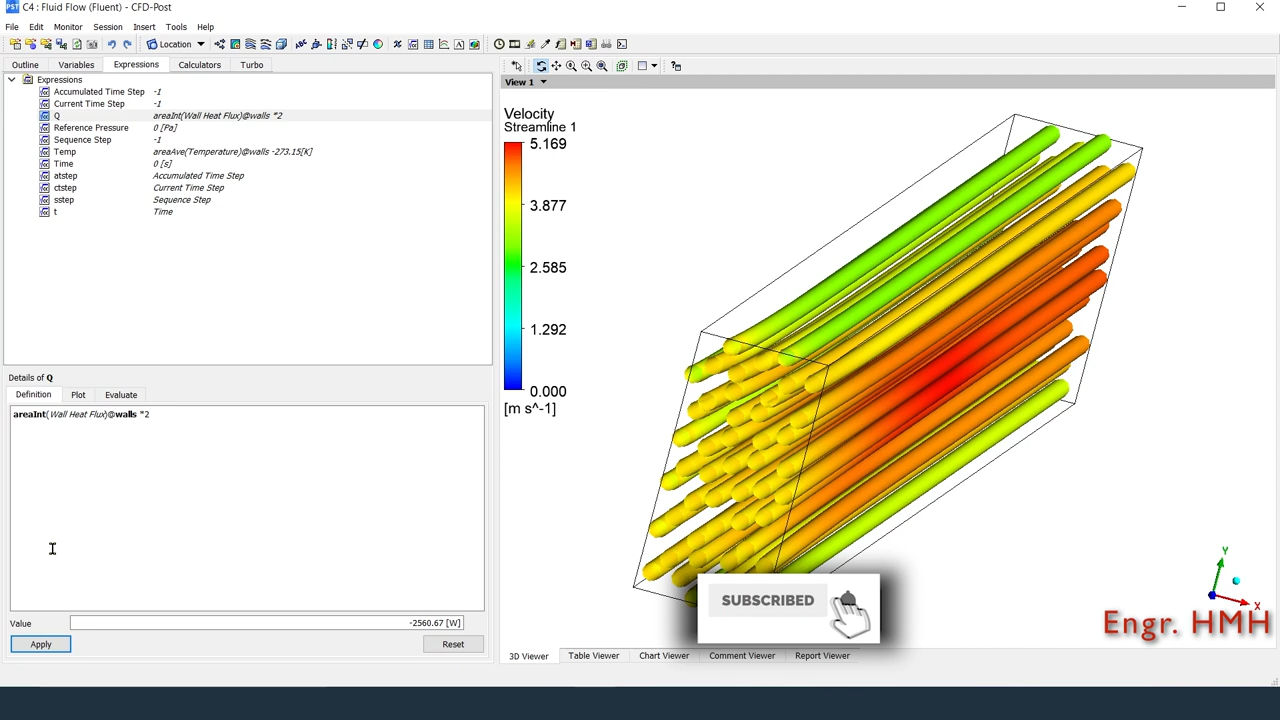 C4 : Fluid Flow (Fluent) - CFD-Post
File Edit Monitor Session Insert Tools Help
Location
Outline Variables Expressions Calculators Turbo
Expressions
Accumulated Time Step -1
Current Time Step -1
Q areaInt(Wall Heat Flux)@walls *2
Reference Pressure 0 [Pa]
Sequence Step -1
Temp areaAve(Temperature)@walls -273.15[K]
Time 0 [s]
atstep Accumulated Time Step
ctstep Current Time Step
sstep Sequence Step
t Time
Details of Q
Definition Plot Evaluate
areaInt(Wall Heat Flux)@walls *2
Value -2560.67 [W]
Apply Reset
View 1
Velocity
Streamline 1
5.169
3.877
2.585
1.292
0.000
[m s^-1]
Y
X
SUBSCRIBED
Engr. HMH
3D Viewer Table Viewer Chart Viewer Comment Viewer Report Viewer